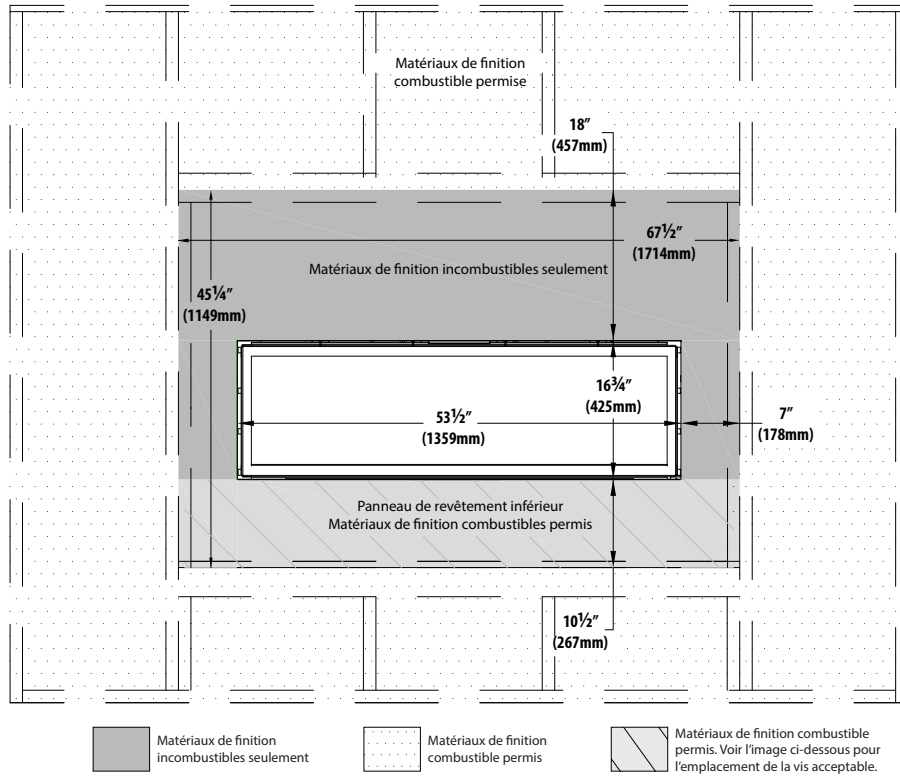 Matériaux de finition
combustible permise
18″
(457mm)
67½″
(1714mm)
Matériaux de finition incombustibles seulement
45¼″
(1149mm)
16¾″
(425mm)
53½″
(1359mm)
7″
(178mm)
Panneau de revêtement inférieur
Matériaux de finition combustibles permis
10½″
(267mm)
Matériaux de finition
incombustibles seulement
Matériaux de finition
combustible permis
Matériaux de finition combustible
permis. Voir l’image ci-dessous pour
l’emplacement de la vis acceptable.